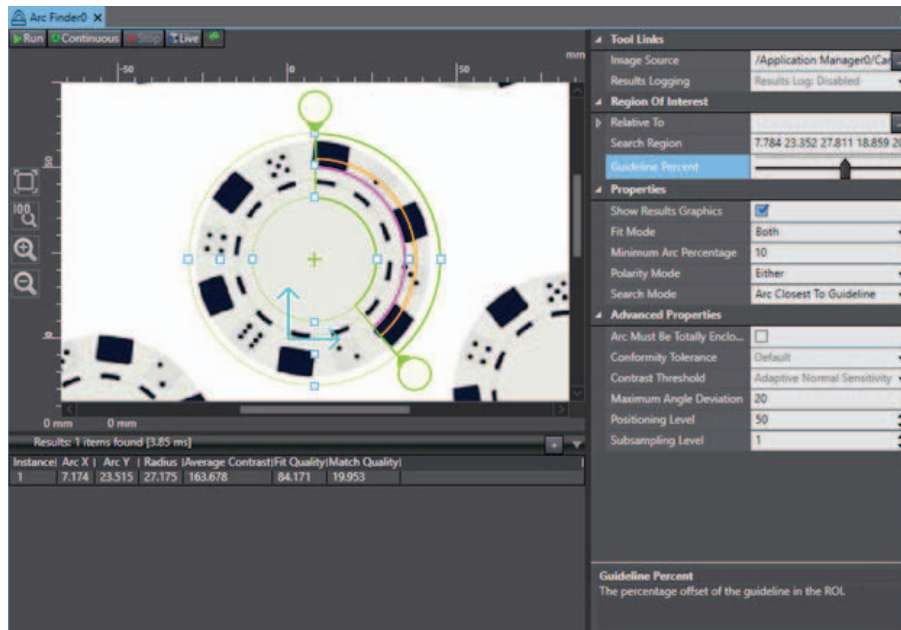 Arc Finder0 ×
Run Continuous Stop Live
mm
-50 0 50
50
100
0
0 mm 0 mm
Results: 1 items found [3.85 ms]
Instance| Arc X | Arc Y | Radius |Average Contrast|Fit Quality|Match Quality|
1 7.174 23.515 27.175 163.678 84.171 19.953
Tool Links
Image Source /Application Manager0/Car
Results Logging Results Log: Disabled
Region Of Interest
Relative To
Search Region 7.784 23.352 27.811 18.859 20
Guideline Percent
Properties
Show Results Graphics
Fit Mode Both
Minimum Arc Percentage 10
Polarity Mode Either
Search Mode Arc Closest To Guideline
Advanced Properties
Arc Must Be Totally Enclo...
Conformity Tolerance Default
Contrast Threshold Adaptive Normal Sensitivity
Maximum Angle Deviation 20
Positioning Level 50
Subsampling Level 1
Guideline Percent
The percentage offset of the guideline in the ROI.